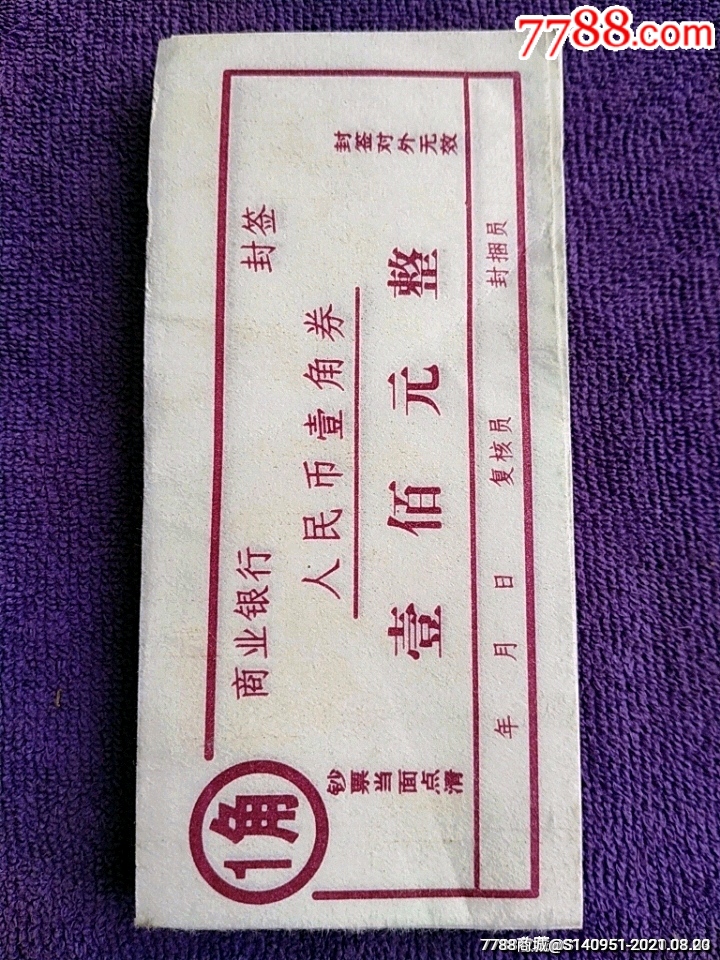 7788.com
1角
商业银行 封签
人民币壹角券
壹佰元整
钞票当面点清
封签对外无效
年 月 日 复核员 封捆员
7788商城@S140951-2021.08.20